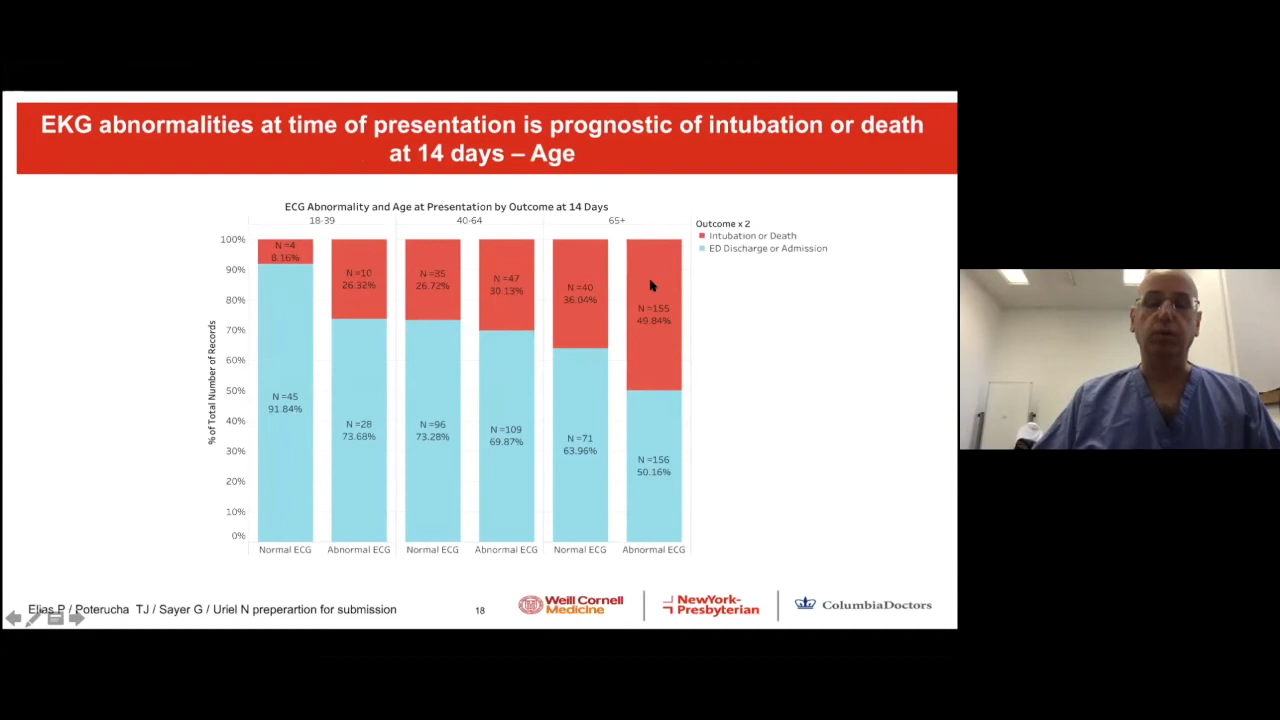 EKG abnormalities at time of presentation is prognostic of intubation or death
at 14 days – Age
ECG Abnormality and Age at Presentation by Outcome at 14 Days
18-39
40-64
65+
Outcome x 2
Intubation or Death
ED Discharge or Admission
% of Total Number of Records
100%
90%
80%
70%
60%
50%
40%
30%
20%
10%
0%
N =4
8.16%
N =45
91.84%
N =10
26.32%
N =28
73.68%
N =35
26.72%
N =96
73.28%
N =47
30.13%
N =109
69.87%
N =40
36.04%
N =71
63.96%
N =155
49.84%
N =156
50.16%
Normal ECG
Abnormal ECG
Normal ECG
Abnormal ECG
Normal ECG
Abnormal ECG
Elias P / Poterucha TJ / Sayer G / Uriel N preperartion for submission
18
Weill Cornell
Medicine
NewYork-
Presbyterian
ColumbiaDoctors